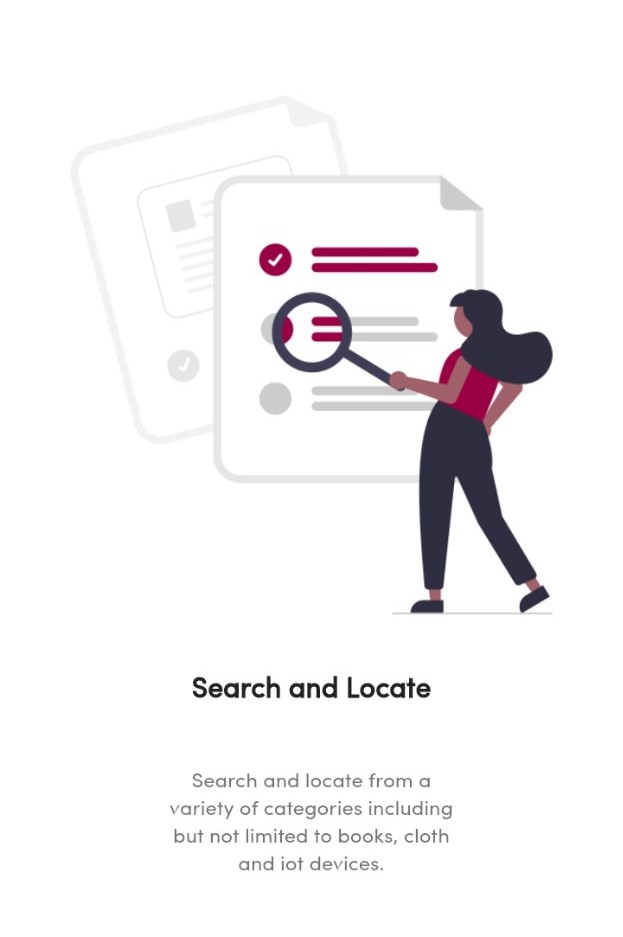 Search and Locate
Search and locate from a
variety of categories including
but not limited to books, cloth
and iot devices.